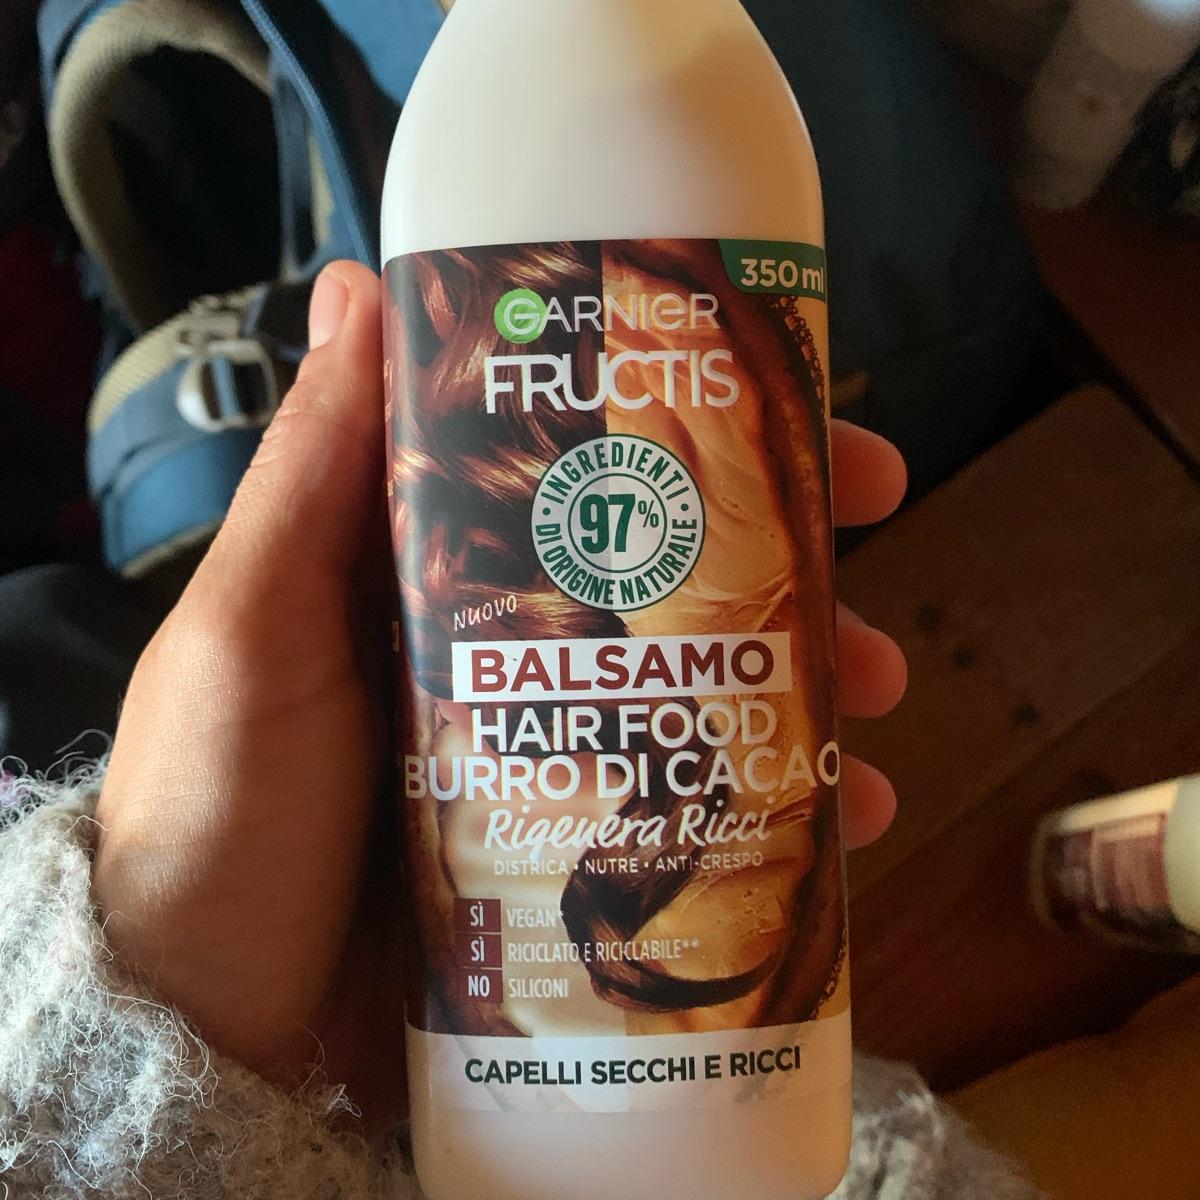 350 ml
GARNIER
FRUCTIS
INGREDIENTI
97%
DI ORIGINE NATURALE
NUOVO
BALSAMO
HAIR FOOD
BURRO DI CACAO
Rigenera Ricci
DISTRICA • NUTRE • ANTI-CRESPO
SÌ VEGAN*
SÌ RICICLATO E RICICLABILE**
NO SILICONI
CAPELLI SECCHI E RICCI